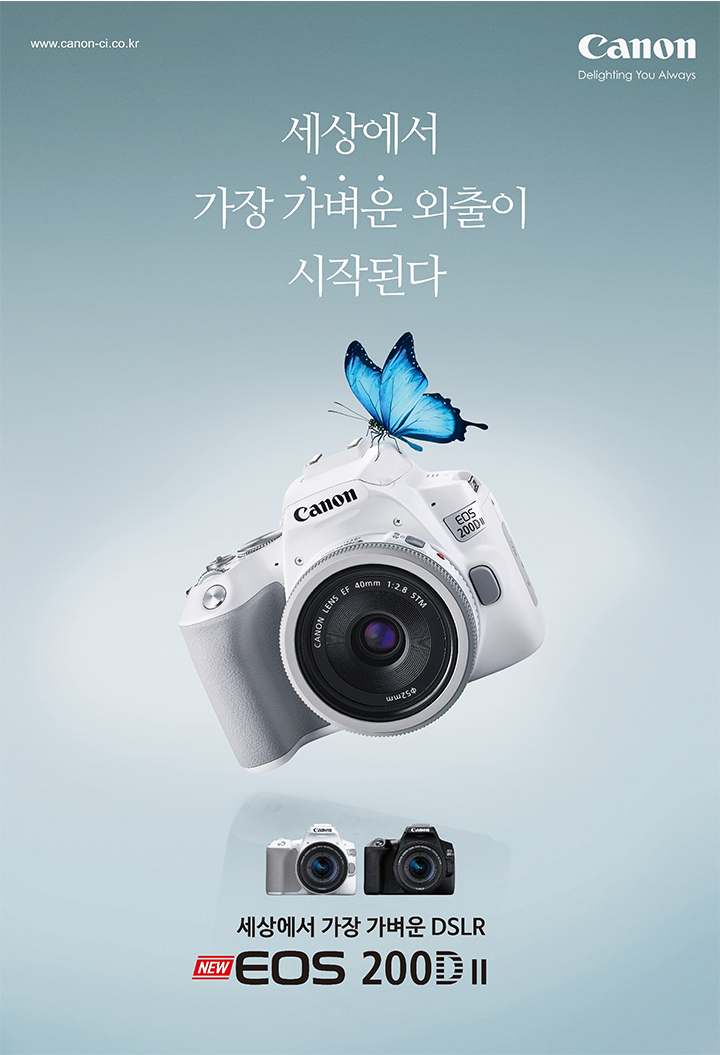 www.canon-ci.co.kr
Canon
Delighting You Always
세상에서
가장 가벼운 외출이
시작된다
Canon
EOS
200D II
CANON LENS EF 40mm 1:2.8 STM
Φ52mm
Canon
Canon
세상에서 가장 가벼운 DSLR
NEW EOS 200D II